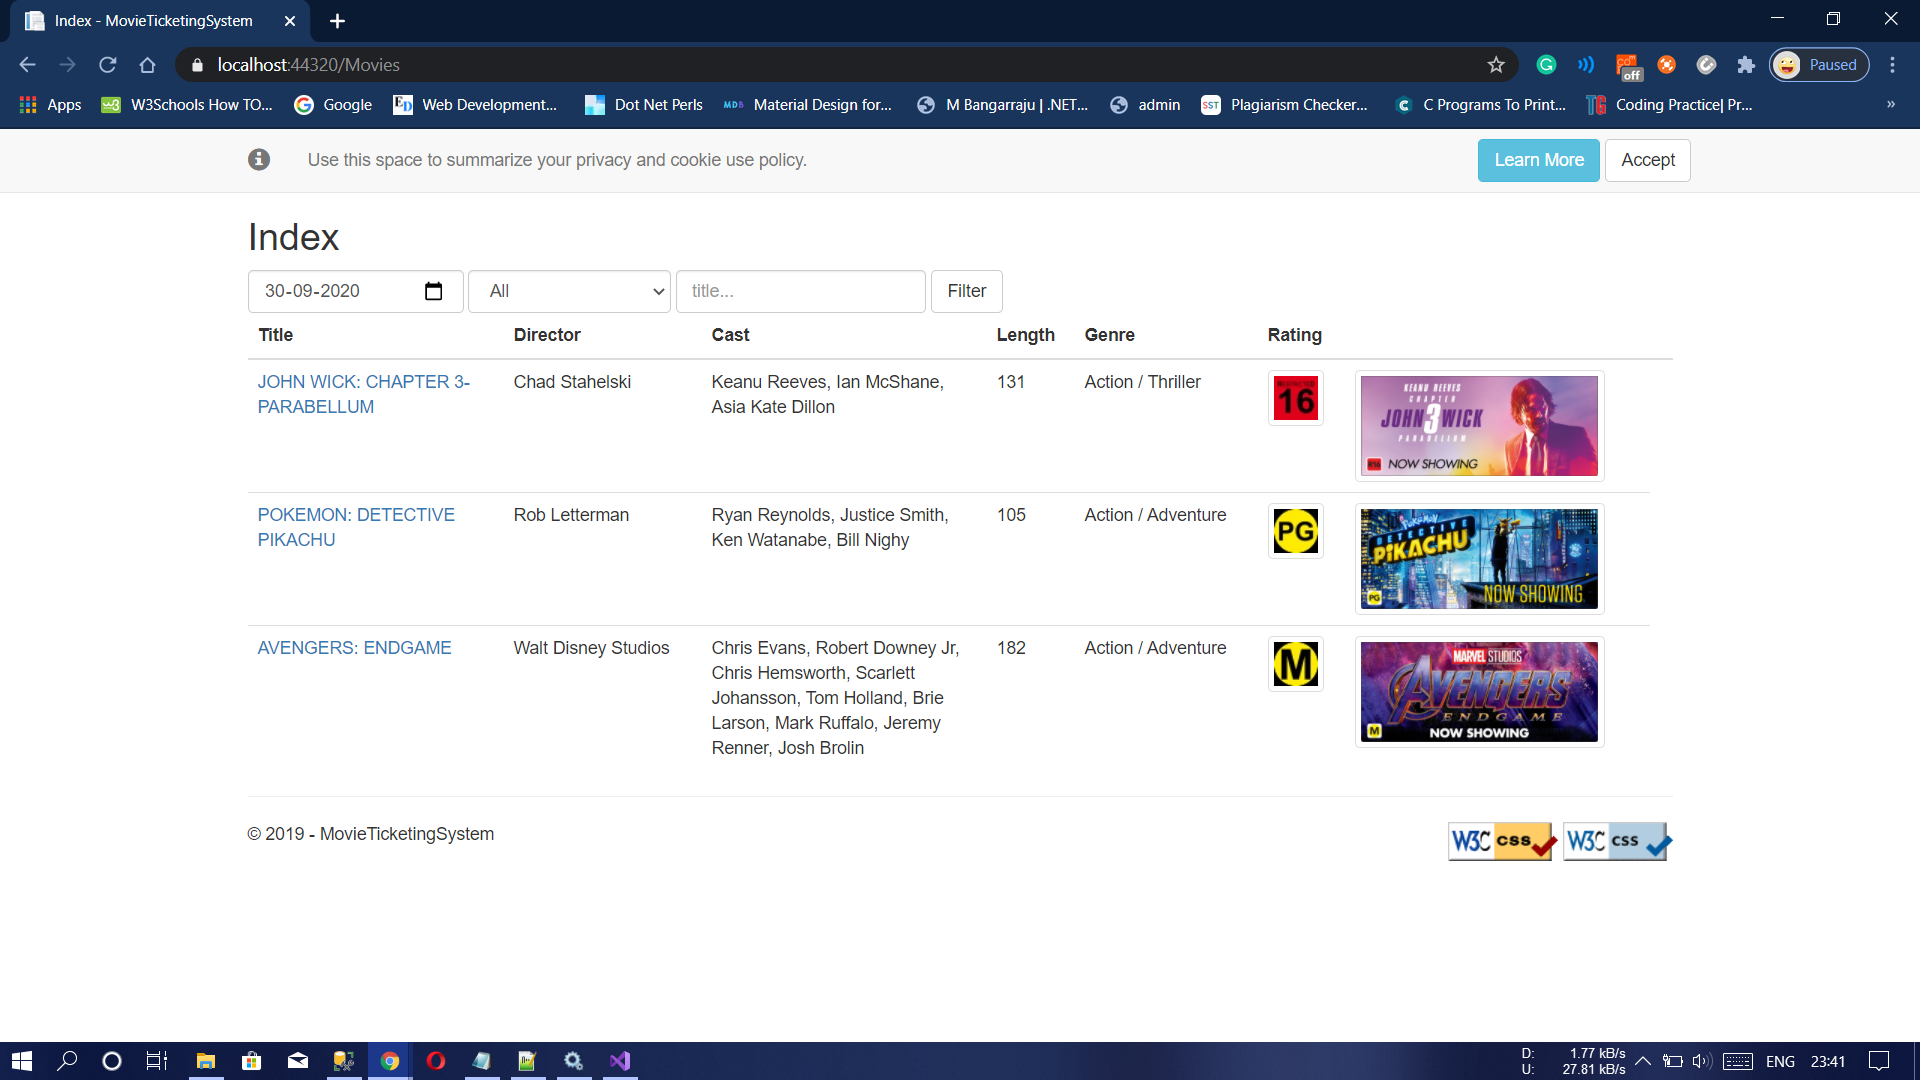 Index - MovieTicketingSystem
localhost:44320/Movies
off
Paused
Apps W3Schools How TO... Google Web Development... Dot Net Perls MDB Material Design for... M Bangarraju | .NET... admin SST Plagiarism Checker... C Programs To Print... TG Coding Practice| Pr... »
Use this space to summarize your privacy and cookie use policy. Learn More Accept
Index
30-09-2020 All title... Filter
Title Director Cast Length Genre Rating
JOHN WICK: CHAPTER 3- Chad Stahelski Keanu Reeves, Ian McShane, 131 Action / Thriller
PARABELLUM Asia Kate Dillon
RESTRICTED
16
KEANU REEVES
CHAPTER
JOHN 3 WICK
PARABELLUM
R16 NOW SHOWING
POKEMON: DETECTIVE Rob Letterman Ryan Reynolds, Justice Smith, 105 Action / Adventure
PIKACHU Ken Watanabe, Bill Nighy
PG
POKÉMON
DETECTIVE
PIKACHU
PG NOW SHOWING
AVENGERS: ENDGAME Walt Disney Studios Chris Evans, Robert Downey Jr, 182 Action / Adventure
Chris Hemsworth, Scarlett
Johansson, Tom Holland, Brie
Larson, Mark Ruffalo, Jeremy
Renner, Josh Brolin
M
MARVEL STUDIOS
AVENGERS
ENDGAME
M NOW SHOWING
© 2019 - MovieTicketingSystem W3C css W3C css
D: 1.77 kB/s
U: 27.81 kB/s
ENG 23:41